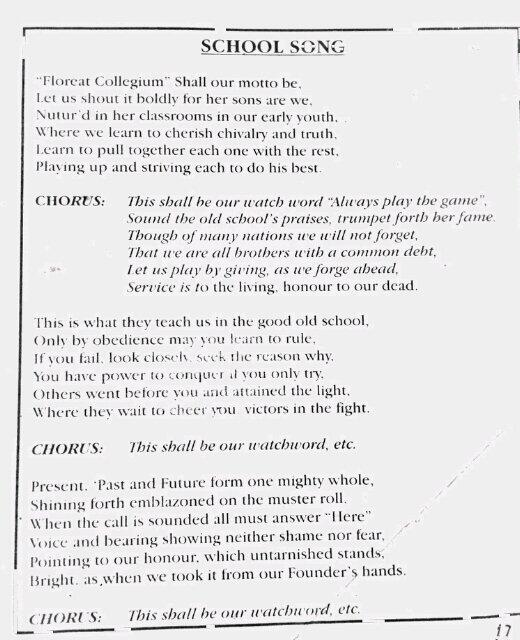 SCHOOL SONG
"Floreat Collegium" Shall our motto be,
Let us shout it boldly for her sons are we,
Nutur'd in her classrooms in our early youth,
Where we learn to cherish chivalry and truth,
Learn to pull together each one with the rest,
Playing up and striving each to do his best.
CHORUS: This shall be our watch word "Always play the game",
Sound the old school's praises, trumpet forth her fame.
Though of many nations we will not forget,
That we are all brothers with a common debt,
Let us play by giving, as we forge ahead,
Service is to the living, honour to our dead.
This is what they teach us in the good old school,
Only by obedience may you learn to rule,
If you fail, look closely, seek the reason why,
You have power to conquer if you only try,
Others went before you and attained the light,
Where they wait to cheer you, victors in the fight.
CHORUS: This shall be our watchword, etc.
Present, 'Past and Future form one mighty whole,
Shining forth emblazoned on the muster roll.
When the call is sounded all must answer "Here"
Voice and bearing showing neither shame nor fear,
Pointing to our honour, which untarnished stands,
Bright, as when we took it from our Founder's hands.
CHORUS: This shall be our watchword, etc.
17